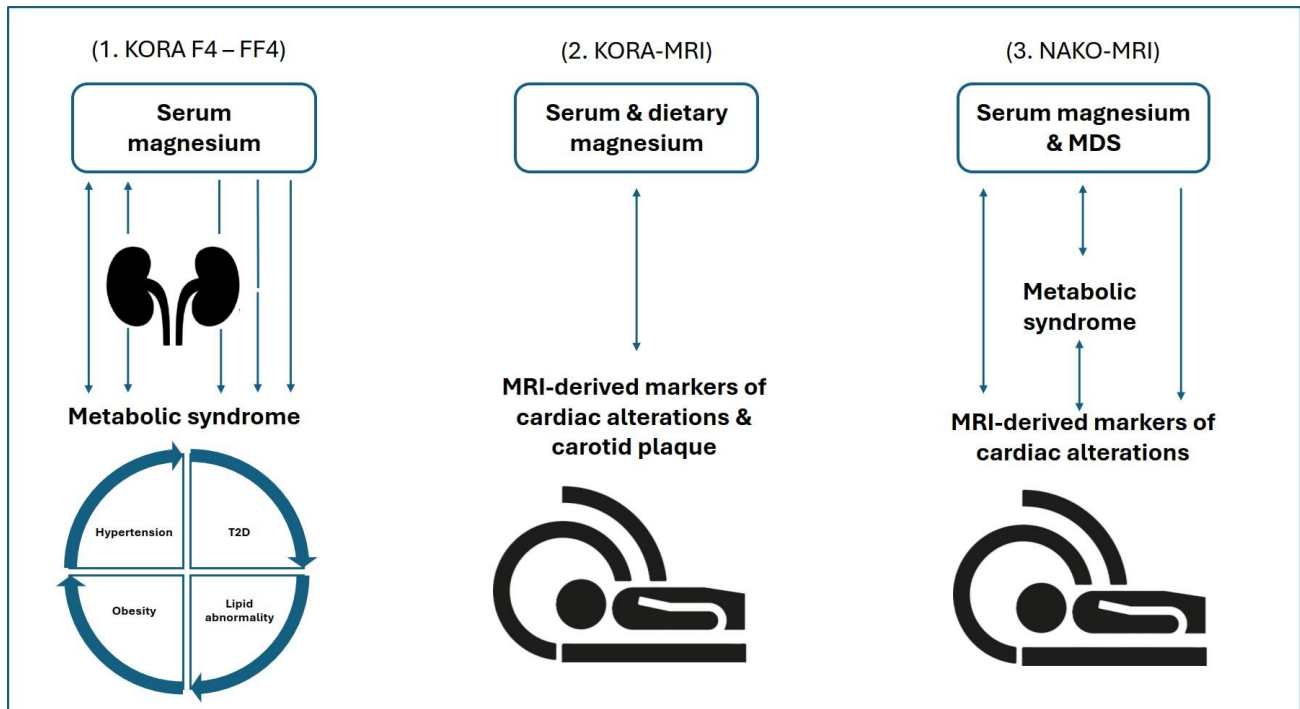 (1. KORA F4 – FF4)
Serum
magnesium
Metabolic syndrome
Hypertension
T2D
Obesity
Lipid
abnormality
(2. KORA-MRI)
Serum & dietary
magnesium
MRI-derived markers of
cardiac alterations &
carotid plaque
(3. NAKO-MRI)
Serum magnesium
& MDS
Metabolic
syndrome
MRI-derived markers of
cardiac alterations